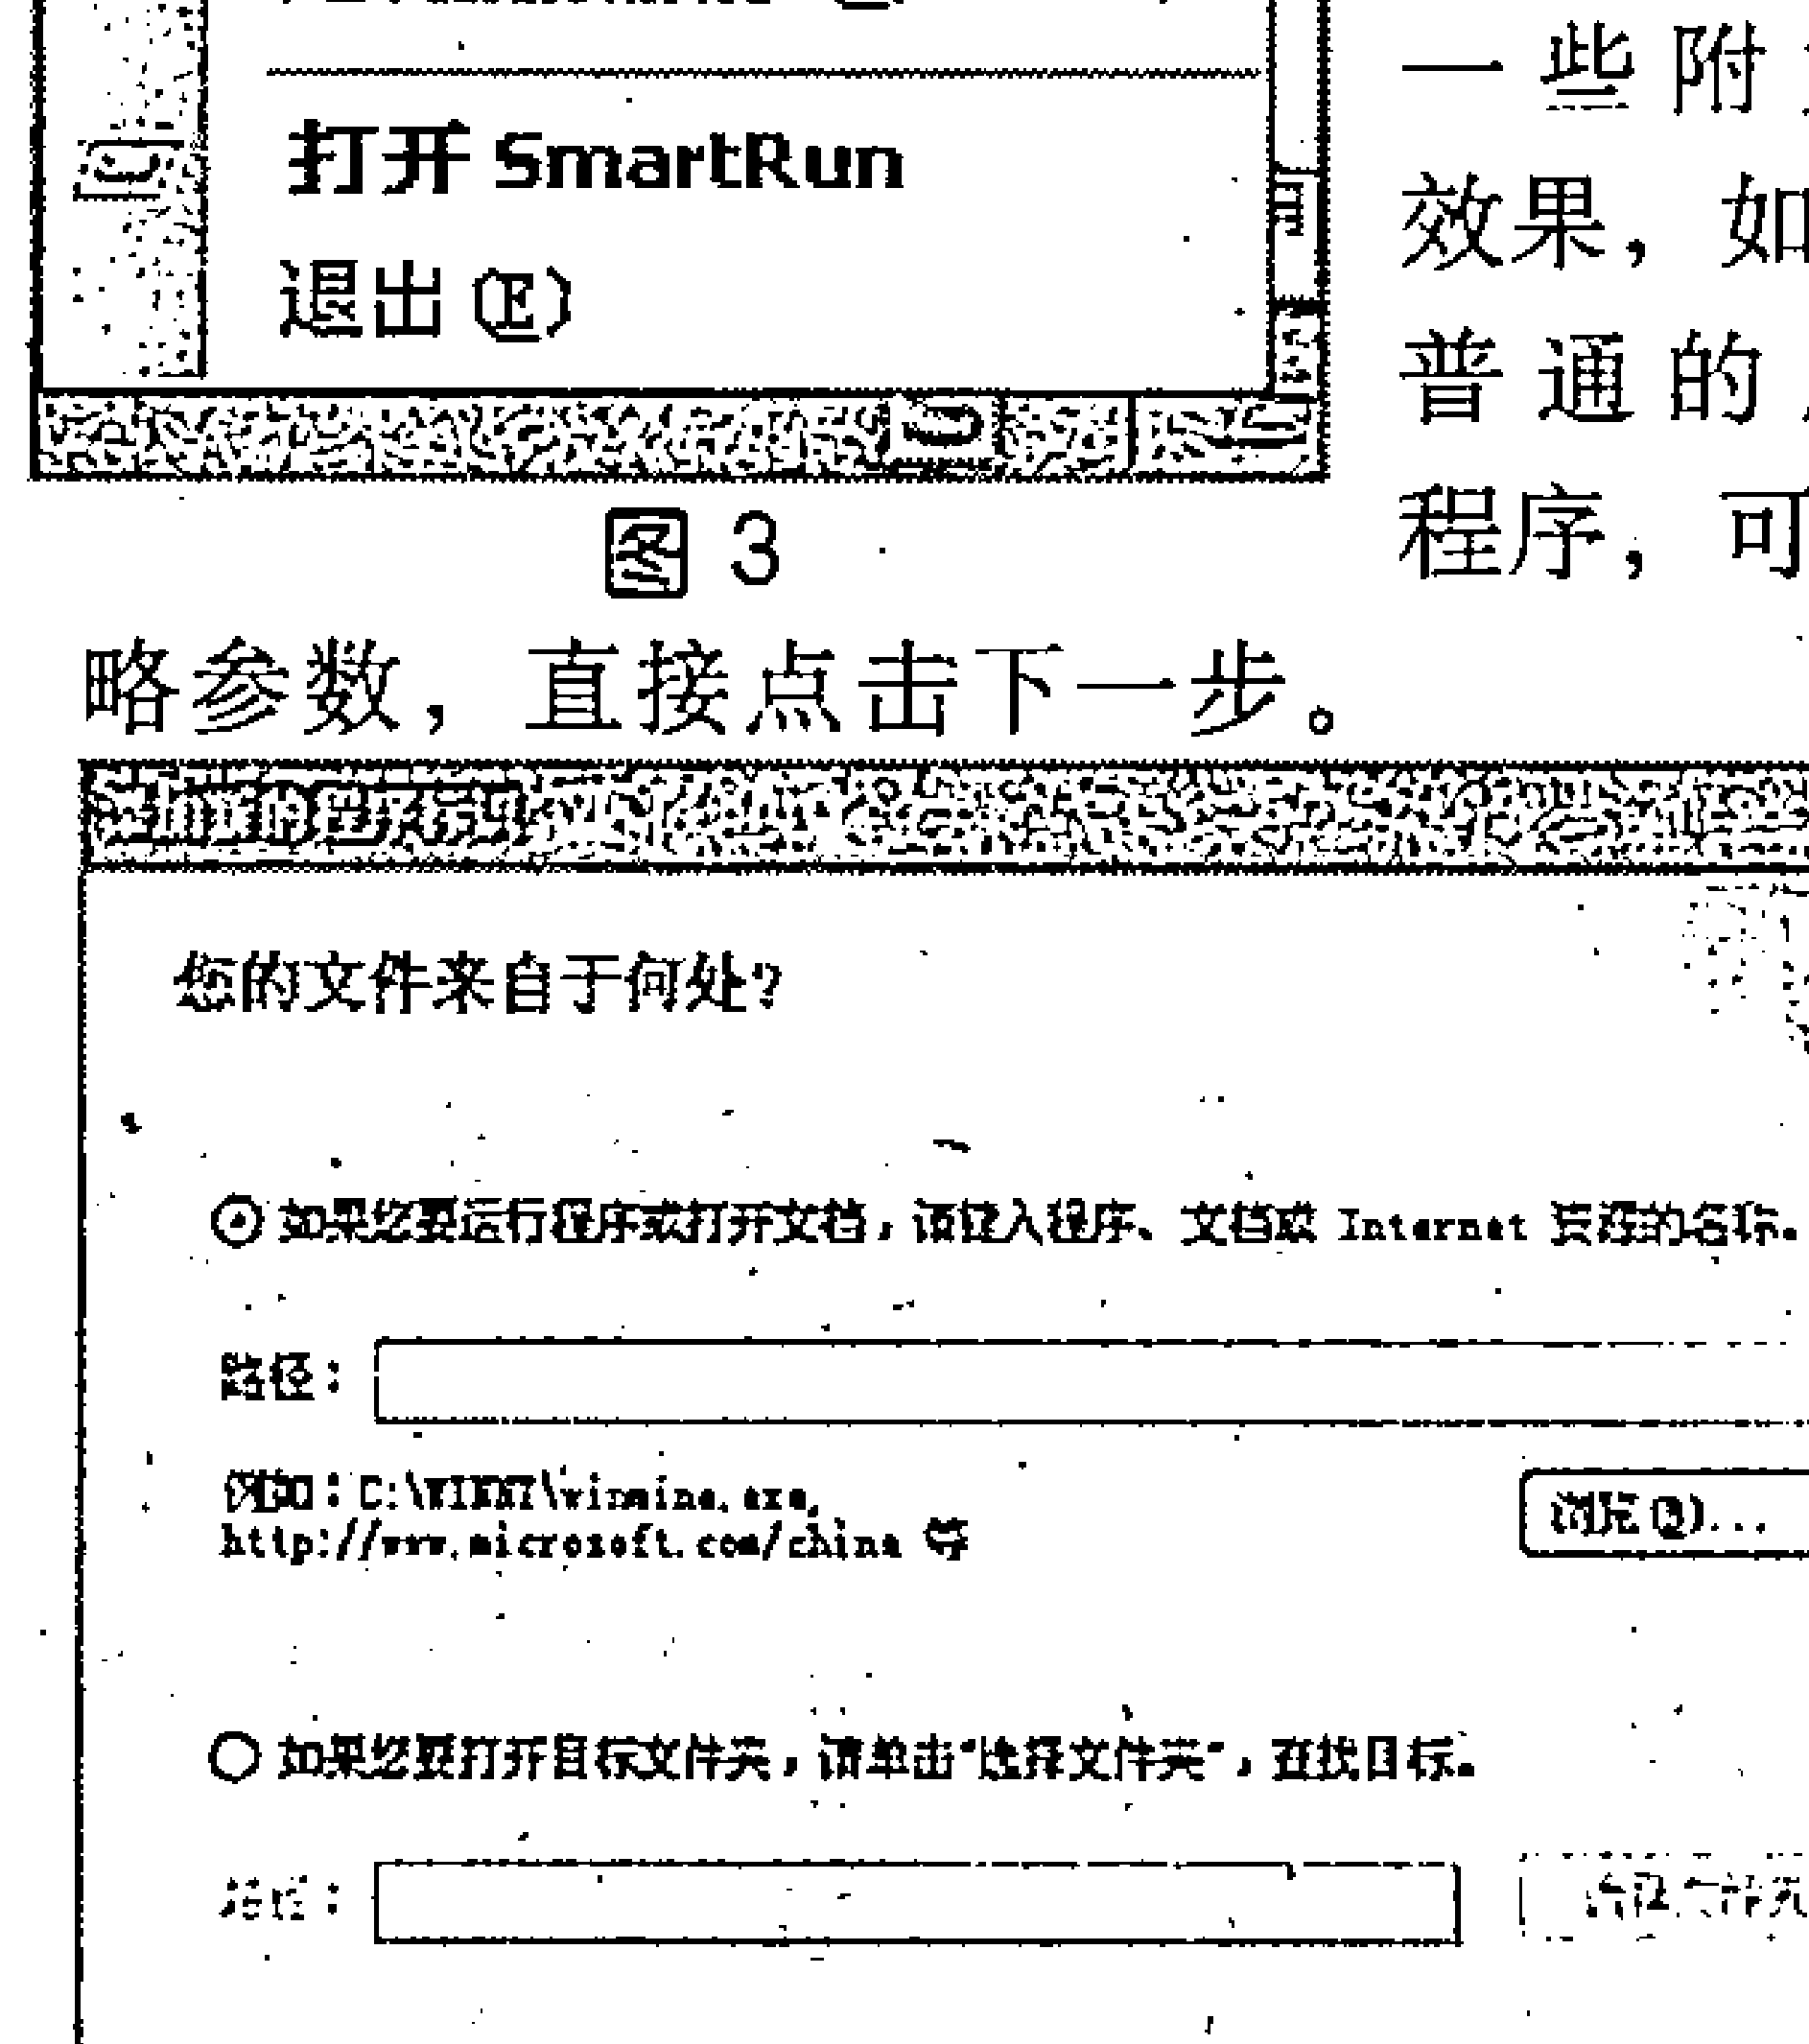 打开 SmartRun
退出(E)
图 3
一些附
效果，如
普通的
程序，可
略参数，直接点击下一步。
您的文件来自于何处？
如果您要运行程序或打开文档，请键入程序、文档或 Internet 资源的名称。
路径：
例如：C:\WINNT\winmine.exe,
http://www.microsoft.com/china 等
浏览(B)...
如果您要打开目标文件夹，请单击“选择文件夹”，查找目标。
路径：